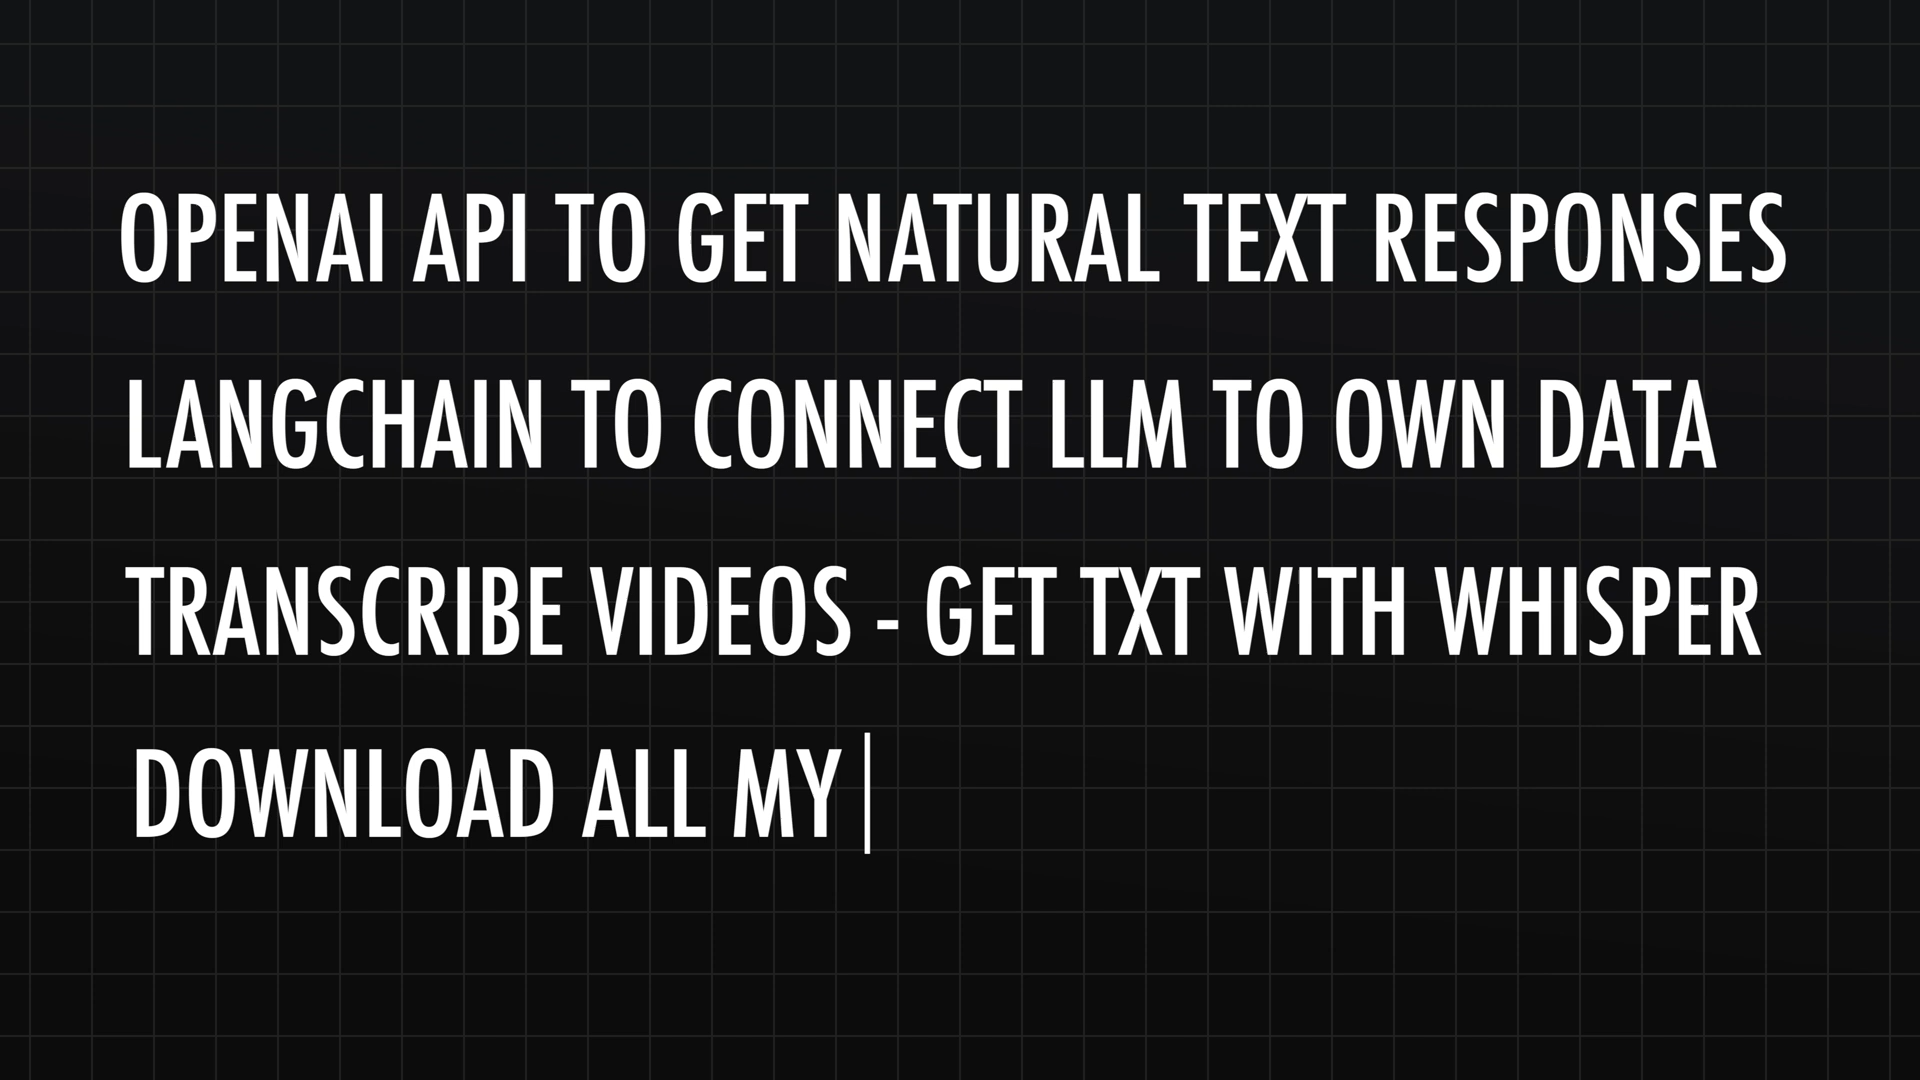 OPENAI API TO GET NATURAL TEXT RESPONSES
LANGCHAIN TO CONNECT LLM TO OWN DATA
TRANSCRIBE VIDEOS - GET TXT WITH WHISPER
DOWNLOAD ALL MY